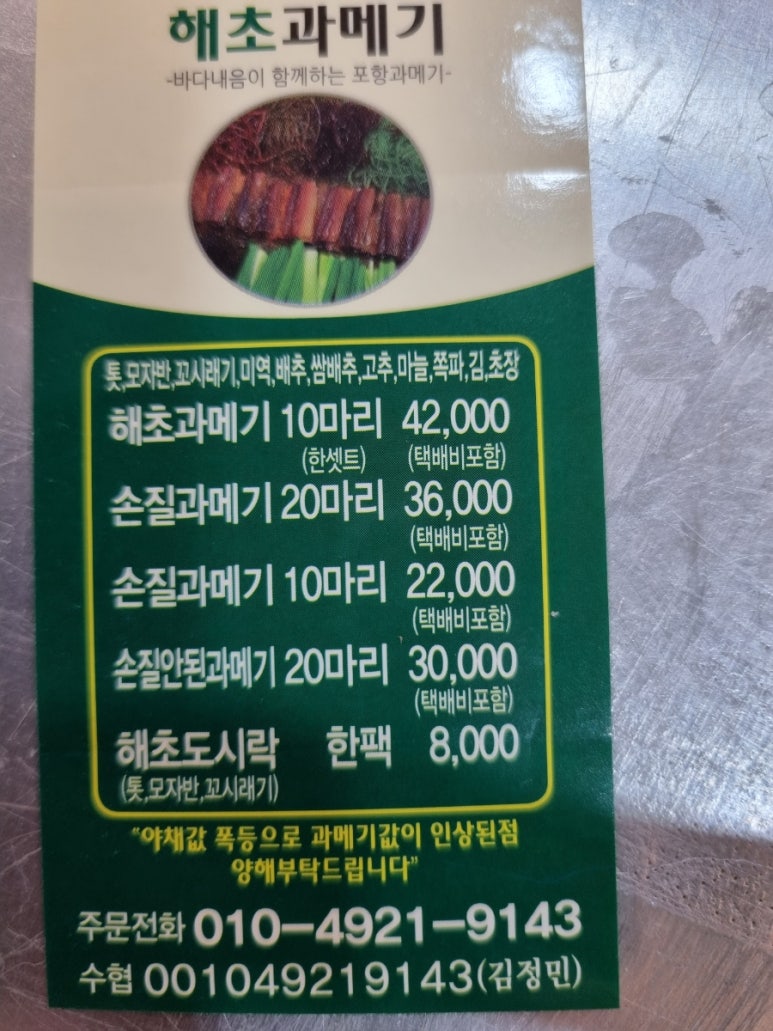 해초과메기
-바다내음이 함께하는 포항과메기-
톳,모자반,꼬시래기,미역,배추,쌈배추,고추,마늘,쪽파,김,초장
해초과메기 10마리 42,000
(한셋트) (택배비포함)
손질과메기 20마리 36,000
(택배비포함)
손질과메기 10마리 22,000
(택배비포함)
손질안된과메기 20마리 30,000
(택배비포함)
해초도시락 한팩 8,000
(톳,모자반,꼬시래기)
"야채값 폭등으로 과메기값이 인상된점
양해부탁드립니다"
주문전화 010-4921-9143
수협 001049219143(김정민)